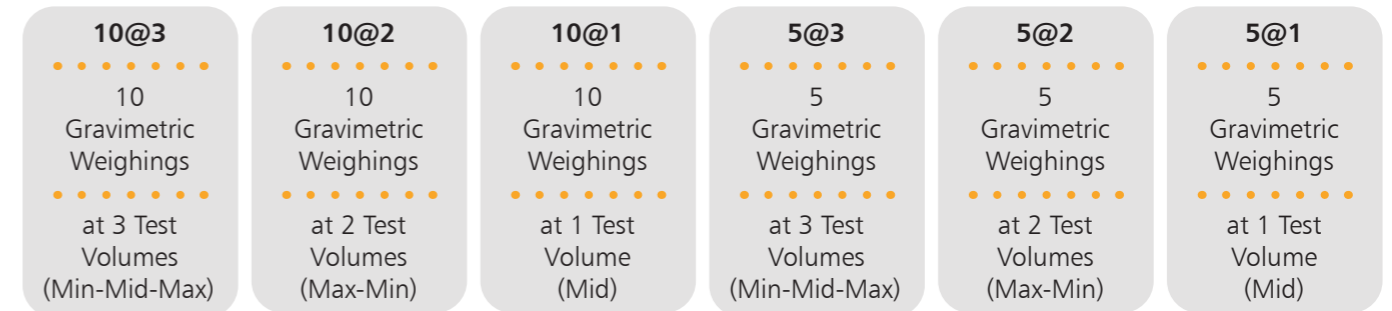 10@3
10
Gravimetric
Weighings
at 3 Test
Volumes
(Min-Mid-Max)
10@2
10
Gravimetric
Weighings
at 2 Test
Volumes
(Max-Min)
10@1
10
Gravimetric
Weighings
at 1 Test
Volume
(Mid)
5@3
5
Gravimetric
Weighings
at 3 Test
Volumes
(Min-Mid-Max)
5@2
5
Gravimetric
Weighings
at 2 Test
Volumes
(Max-Min)
5@1
5
Gravimetric
Weighings
at 1 Test
Volume
(Mid)